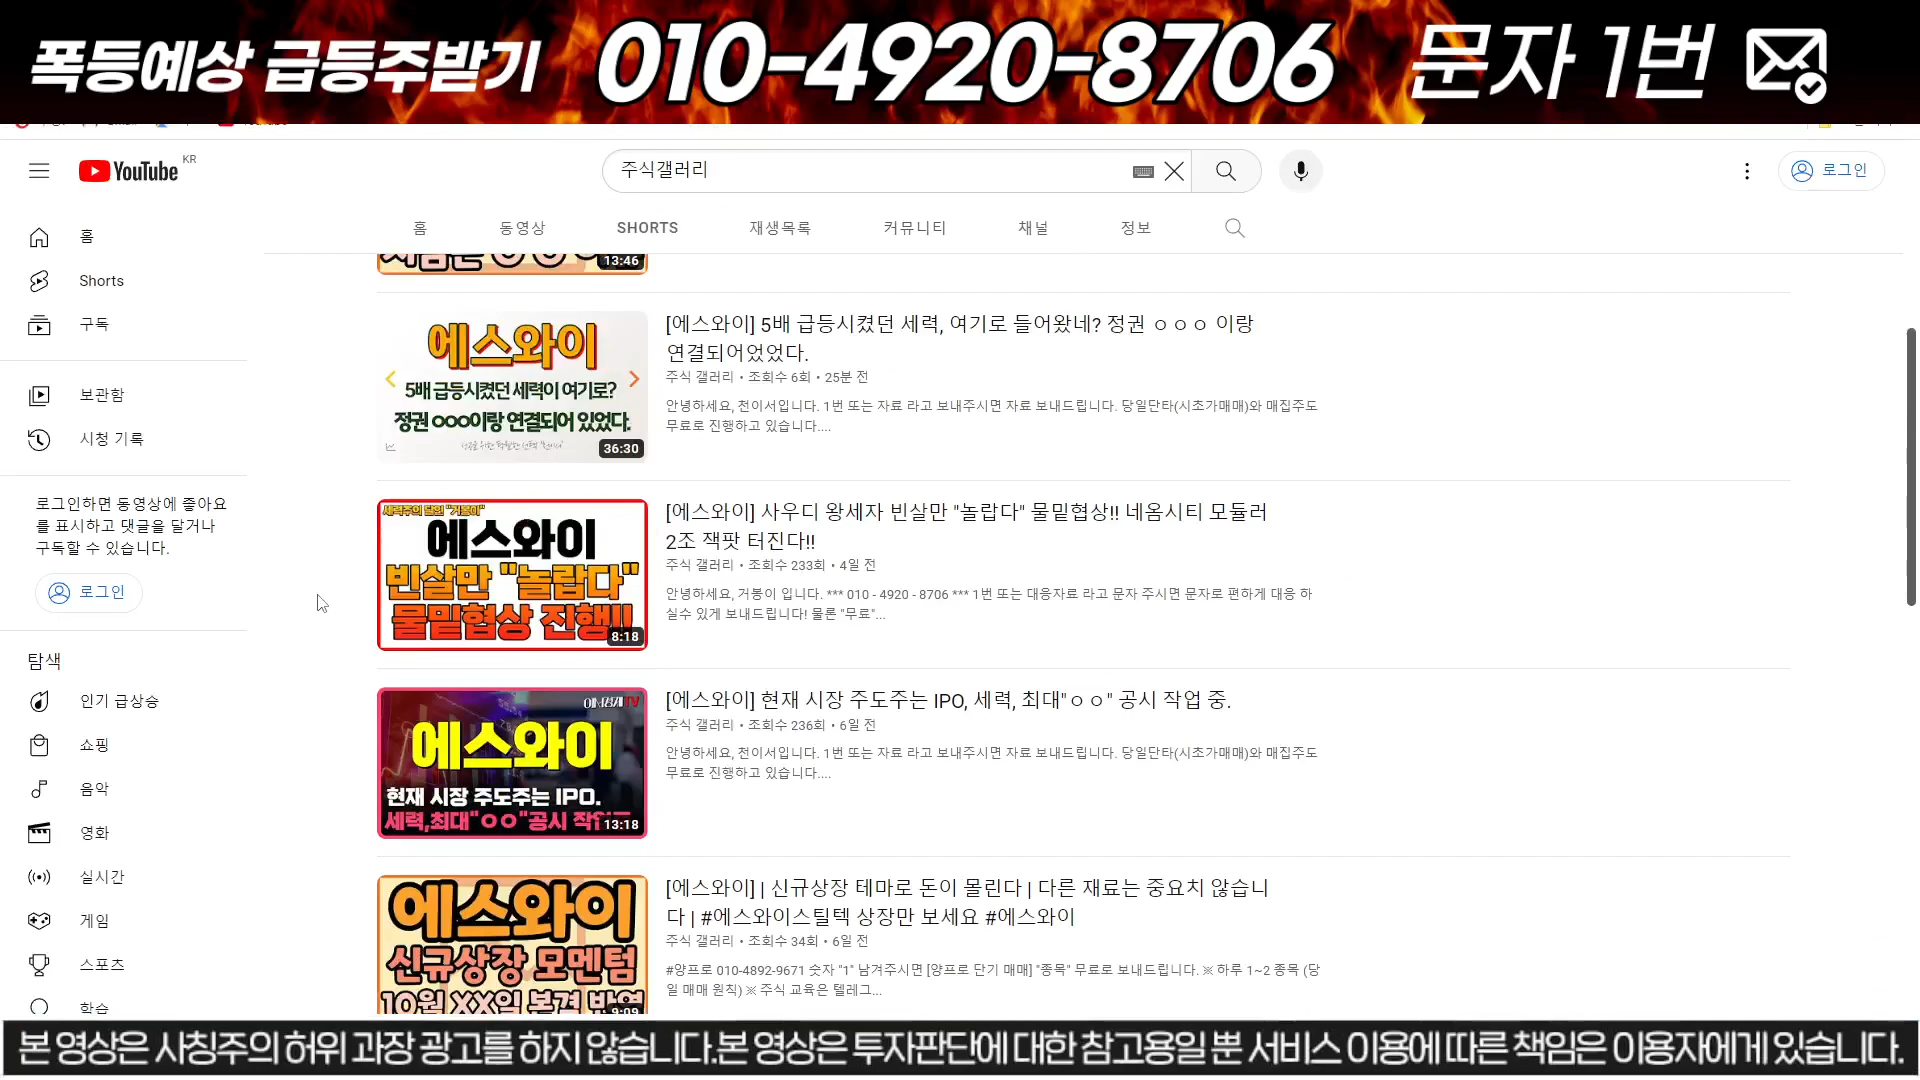 폭등예상 급등주받기 010-4920-8706 문자 1번
YouTube KR
주식갤러리
로그인
홈 동영상 SHORTS 재생목록 커뮤니티 채널 정보
홈
Shorts
구독
보관함
시청 기록
로그인하면 동영상에 좋아요
를 표시하고 댓글을 달거나
구독할 수 있습니다.
로그인
탐색
인기 급상승
쇼핑
음악
영화
실시간
게임
스포츠
학습
13:46
에스와이
5배 급등시켰던 세력이 여기로?
정권 ㅇㅇㅇ이랑 연결되어 있었다.
36:30
[에스와이] 5배 급등시켰던 세력, 여기로 들어왔네? 정권 ㅇㅇㅇ 이랑
연결되어었었다.
주식 갤러리 • 조회수 6회 • 25분 전
안녕하세요, 천이서입니다. 1번 또는 자료 라고 보내주시면 자료 보내드립니다. 당일단타(시초가매매)와 매집주도
무료로 진행하고 있습니다....
세력주의 달인 "거봉이"
에스와이
빈살만 "놀랍다"
물밑협상 진행!!
8:18
[에스와이] 사우디 왕세자 빈살만 "놀랍다" 물밑협상!! 네옴시티 모듈러
2조 잭팟 터진다!!
주식 갤러리 • 조회수 233회 • 4일 전
안녕하세요, 거봉이 입니다. *** 010 - 4920 - 8706 *** 1번 또는 대응자료 라고 문자 주시면 문자로 편하게 대응 하
실수 있게 보내드립니다! 물론 "무료"...
에스와이
현재 시장 주도주는 IPO.
세력,최대"ㅇㅇ"공시
13:18
[에스와이] 현재 시장 주도주는 IPO, 세력, 최대"ㅇㅇ" 공시 작업 중.
주식 갤러리 • 조회수 236회 • 6일 전
안녕하세요, 천이서입니다. 1번 또는 자료 라고 보내주시면 자료 보내드립니다. 당일단타(시초가매매)와 매집주도
무료로 진행하고 있습니다....
에스와이
신규상장 모멘텀
10월 XX일 본격 반영
9:09
[에스와이] | 신규상장 테마로 돈이 몰린다 | 다른 재료는 중요치 않습니
다 | #에스와이스틸텍 상장만 보세요 #에스와이
주식 갤러리 • 조회수 34회 • 6일 전
#양프로 010-4892-9671 숫자 "1" 남겨주시면 [양프로 단기 매매] "종목" 무료로 보내드립니다. ※ 하루 1~2 종목 (당
일 매매 원칙) ※ 주식 교육은 텔레그...
본 영상은 사칭주의 허위 과장 광고를 하지 않습니다.본 영상은 투자판단에 대한 참고용일 뿐 서비스 이용에 따른 책임은 이용자에게 있습니다.